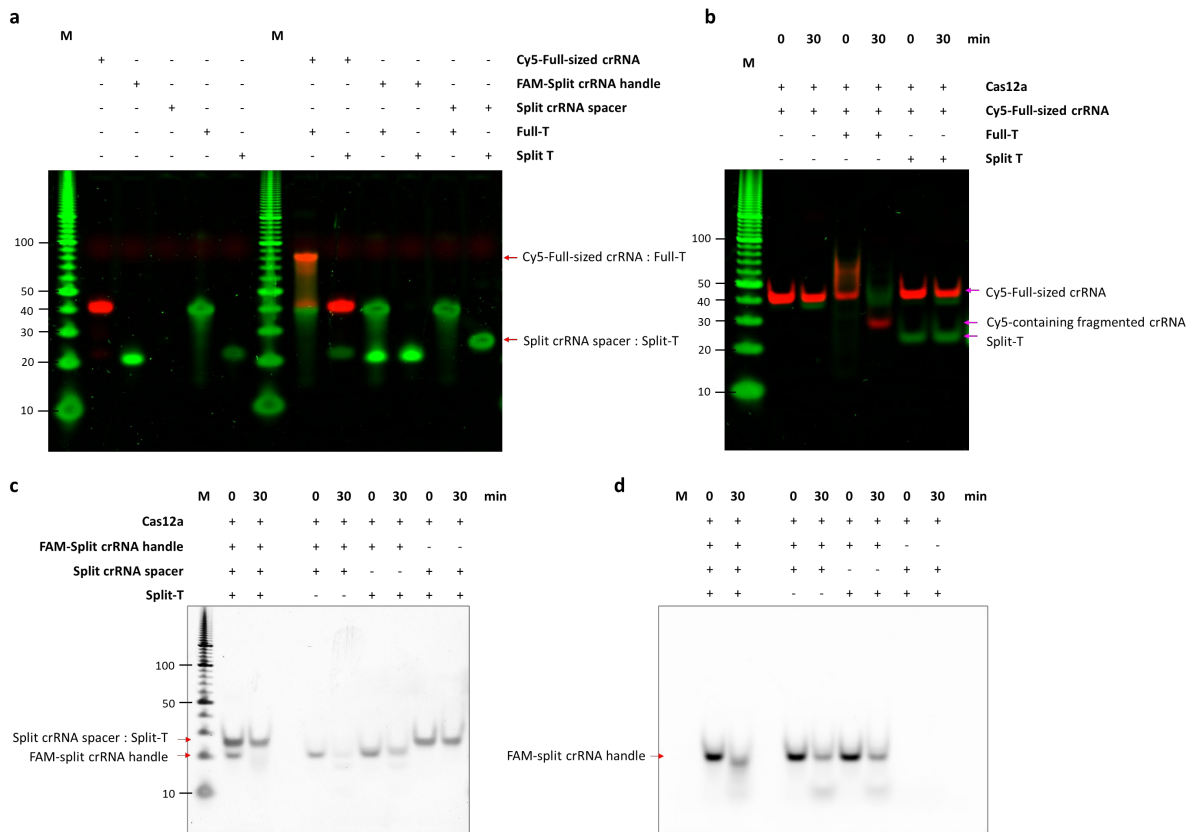 a
M M
+ - - - - + + - - - - Cy5-Full-sized crRNA
- + - - - - - + + - - FAM-Split crRNA handle
- - + - - - - - - + + Split crRNA spacer
- - - + - + - + - + - Full-T
- - - - + - + - + - + Split T
100
50
40
30
20
10
Cy5-Full-sized crRNA : Full-T
Split crRNA spacer : Split-T
b
0 30 0 30 0 30 min
M
+ + + + + + Cas12a
+ + + + + + Cy5-Full-sized crRNA
- - + + - - Full-T
- - - - + + Split T
100
50
40
30
20
10
Cy5-Full-sized crRNA
Cy5-containing fragmented crRNA
Split-T
c
M 0 30 0 30 0 30 0 30 min
Cas12a + + + + + + + +
FAM-Split crRNA handle + + + + + + - -
Split crRNA spacer + + + + - - + +
Split-T + + - - + + + +
100
50
Split crRNA spacer : Split-T
FAM-split crRNA handle
10
d
M 0 30 0 30 0 30 0 30 min
+ + + + + + + +
+ + + + + + - -
+ + + + - - + +
+ + - - + + + +
FAM-split crRNA handle